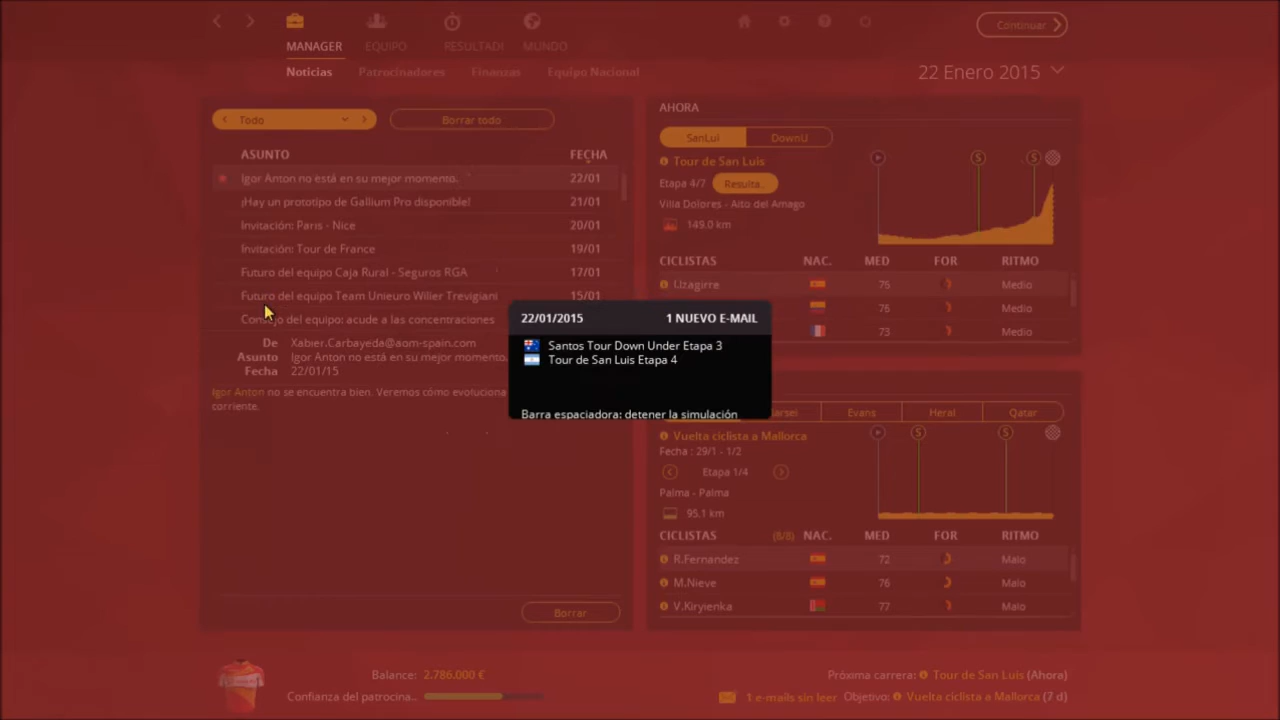 MANAGER
EQUIPO
RESULTADI
MUNDO
Continuar
Noticias
Patrocinadores
Finanzas
Equipo Nacional
22 Enero 2015
Todo
Borrar todo
ASUNTO
FECHA
Igor Anton no está en su mejor momento.
22/01
¡Hay un prototipo de Gallium Pro disponible!
21/01
Invitación: Paris - Nice
20/01
Invitación: Tour de France
19/01
Futuro del equipo Caja Rural - Seguros RGA
17/01
Futuro del equipo Team Unieuro Wilier Trevigiani
15/01
Consejo del equipo: acude a las concentraciones
De Xabier.Carbayeda@aom-spain.com
Asunto Igor Anton no está en su mejor momento.
Fecha 22/01/15
Igor Anton no se encuentra bien. Veremos cómo evoluciona
corriente.
Borrar
22/01/2015
1 NUEVO E-MAIL
Santos Tour Down Under Etapa 3
Tour de San Luis Etapa 4
Barra espaciadora: detener la simulación
AHORA
SanLui
DownU
Tour de San Luis
Etapa 4/7
Resulta..
Villa Dolores - Alto del Amago
149.0 km
S
S
CICLISTAS NAC. MED FOR RITMO
I.Izagirre 75 Medio
76 Medio
73 Medio
arsei
Evans
Heral
Qatar
Vuelta ciclista a Mallorca
Fecha : 29/1 - 1/2
Etapa 1/4
Palma - Palma
95.1 km
S
S
CICLISTAS (8/8) NAC. MED FOR RITMO
R.Fernandez 72 Malo
M.Nieve 76 Malo
V.Kiryienka 77 Malo
Balance: 2.786.000 €
Confianza del patrocina..
Próxima carrera: Tour de San Luis (Ahora)
1 e-mails sin leer
Objetivo: Vuelta ciclista a Mallorca (7 d)